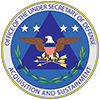 OFFICE OF THE UNDER SECRETARY OF DEFENSE
ACQUISITION AND SUSTAINMENT